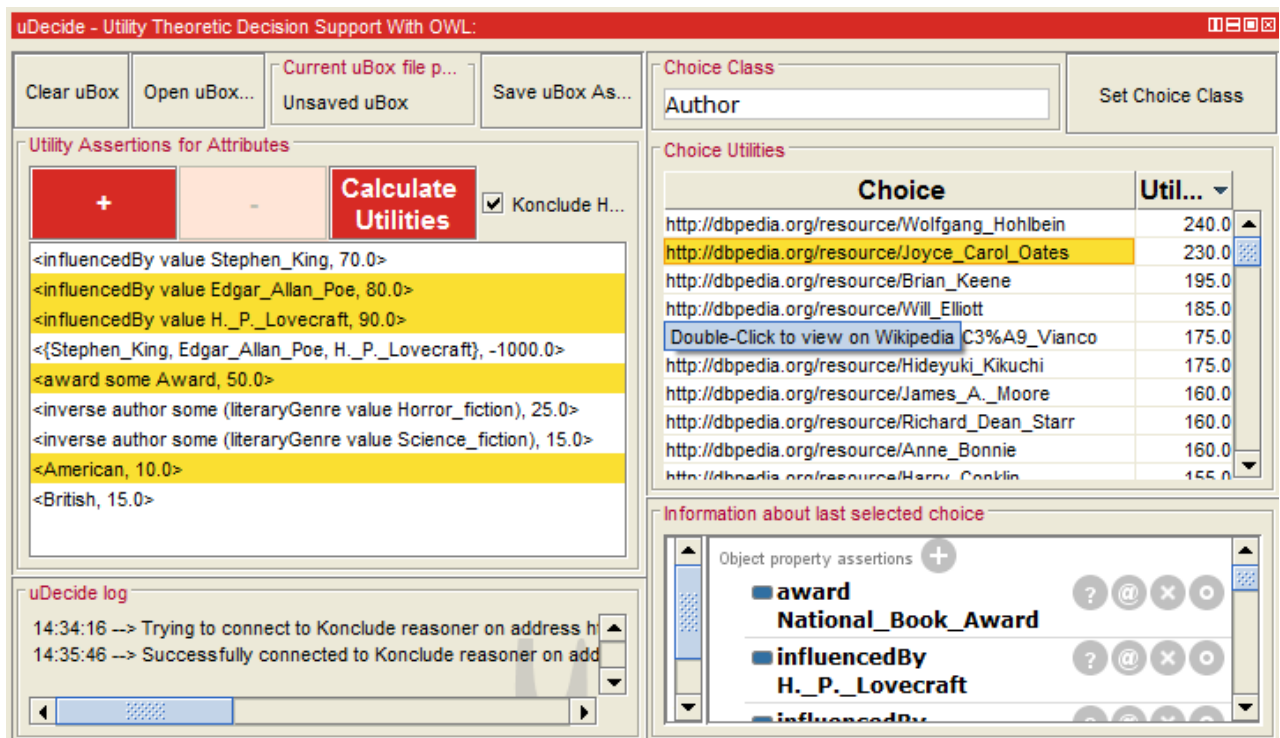 uDecide - Utility Theoretic Decision Support With OWL:
Clear uBox
Open uBox...
Current uBox file p...
Unsaved uBox
Save uBox As...
Choice Class
Author
Set Choice Class
Utility Assertions for Attributes
+
-
Calculate
Utilities
Konclude H...
<influencedBy value Stephen_King, 70.0>
<influencedBy value Edgar_Allan_Poe, 80.0>
<influencedBy value H._P._Lovecraft, 90.0>
<{Stephen_King, Edgar_Allan_Poe, H._P._Lovecraft}, -1000.0>
<award some Award, 50.0>
<inverse author some (literaryGenre value Horror_fiction), 25.0>
<inverse author some (literaryGenre value Science_fiction), 15.0>
<American, 10.0>
<British, 15.0>
Choice Utilities
Choice Util...
http://dbpedia.org/resource/Wolfgang_Hohlbein 240.0
http://dbpedia.org/resource/Joyce_Carol_Oates 230.0
http://dbpedia.org/resource/Brian_Keene 195.0
http://dbpedia.org/resource/Will_Elliott 185.0
Double-Click to view on Wikipedia C3%A9_Vianco 175.0
http://dbpedia.org/resource/Hideyuki_Kikuchi 175.0
http://dbpedia.org/resource/James_A._Moore 160.0
http://dbpedia.org/resource/Richard_Dean_Starr 160.0
http://dbpedia.org/resource/Anne_Bonnie 160.0
http://dbpedia.org/resource/Harry_Conklin 155.0
uDecide log
14:34:16 --> Trying to connect to Konclude reasoner on address
14:35:46 --> Successfully connected to Konclude reasoner on add
Information about last selected choice
Object property assertions +
award
National_Book_Award
? @ × o
influencedBy
H._P._Lovecraft
? @ × o
influencedBy